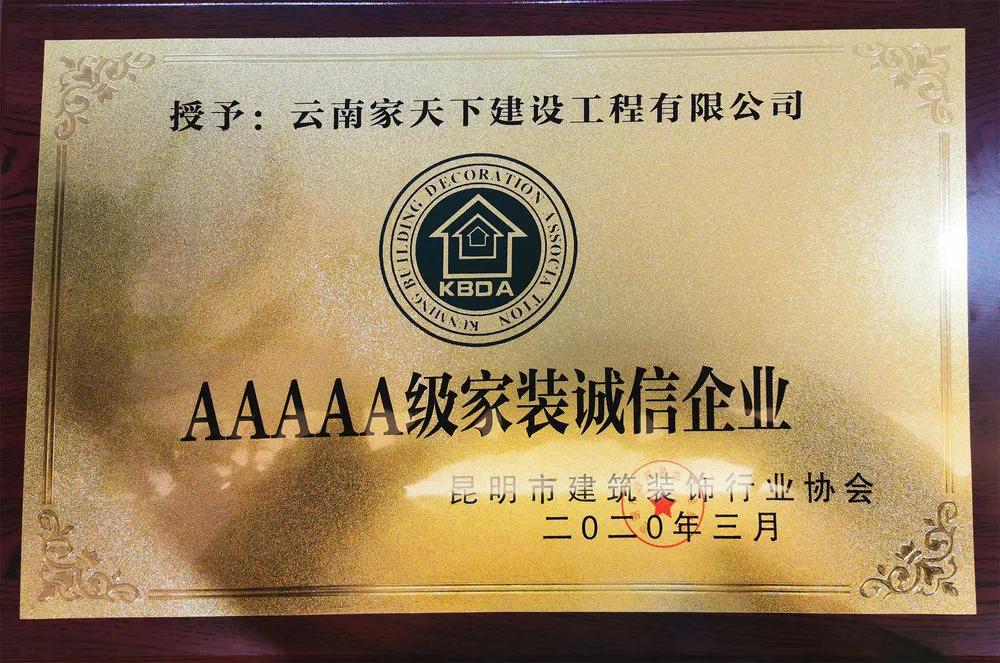 授予：云南家天下建设工程有限公司
KUNMING BUILDING DECORATION ASSOCIATION
KBDA
AAAAA级家装诚信企业
昆明市建筑装饰行业协会
二0二0年三月